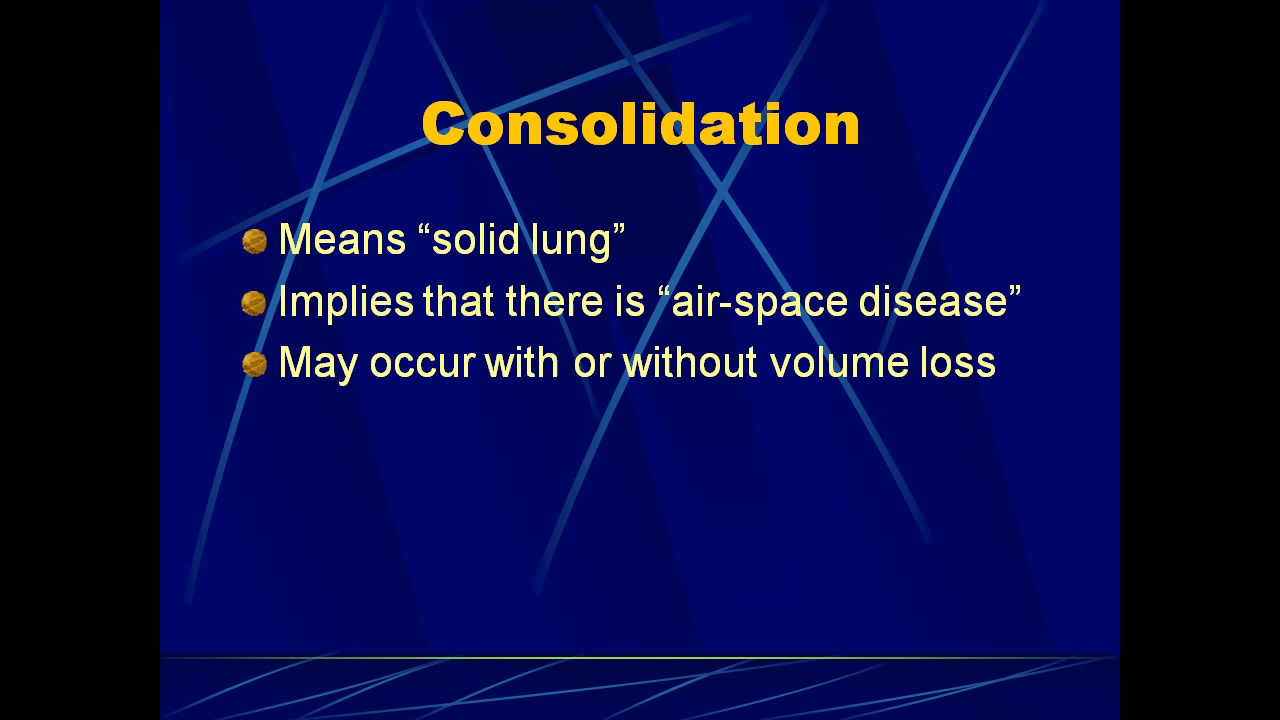 Consolidation
Means “solid lung”
Implies that there is “air-space disease”
May occur with or without volume loss